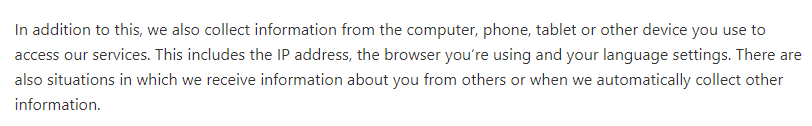 In addition to this, we also collect information from the computer, phone, tablet or other device you use to
access our services. This includes the IP address, the browser you're using and your language settings. There are
also situations in which we receive information about you from others or when we automatically collect other
information.